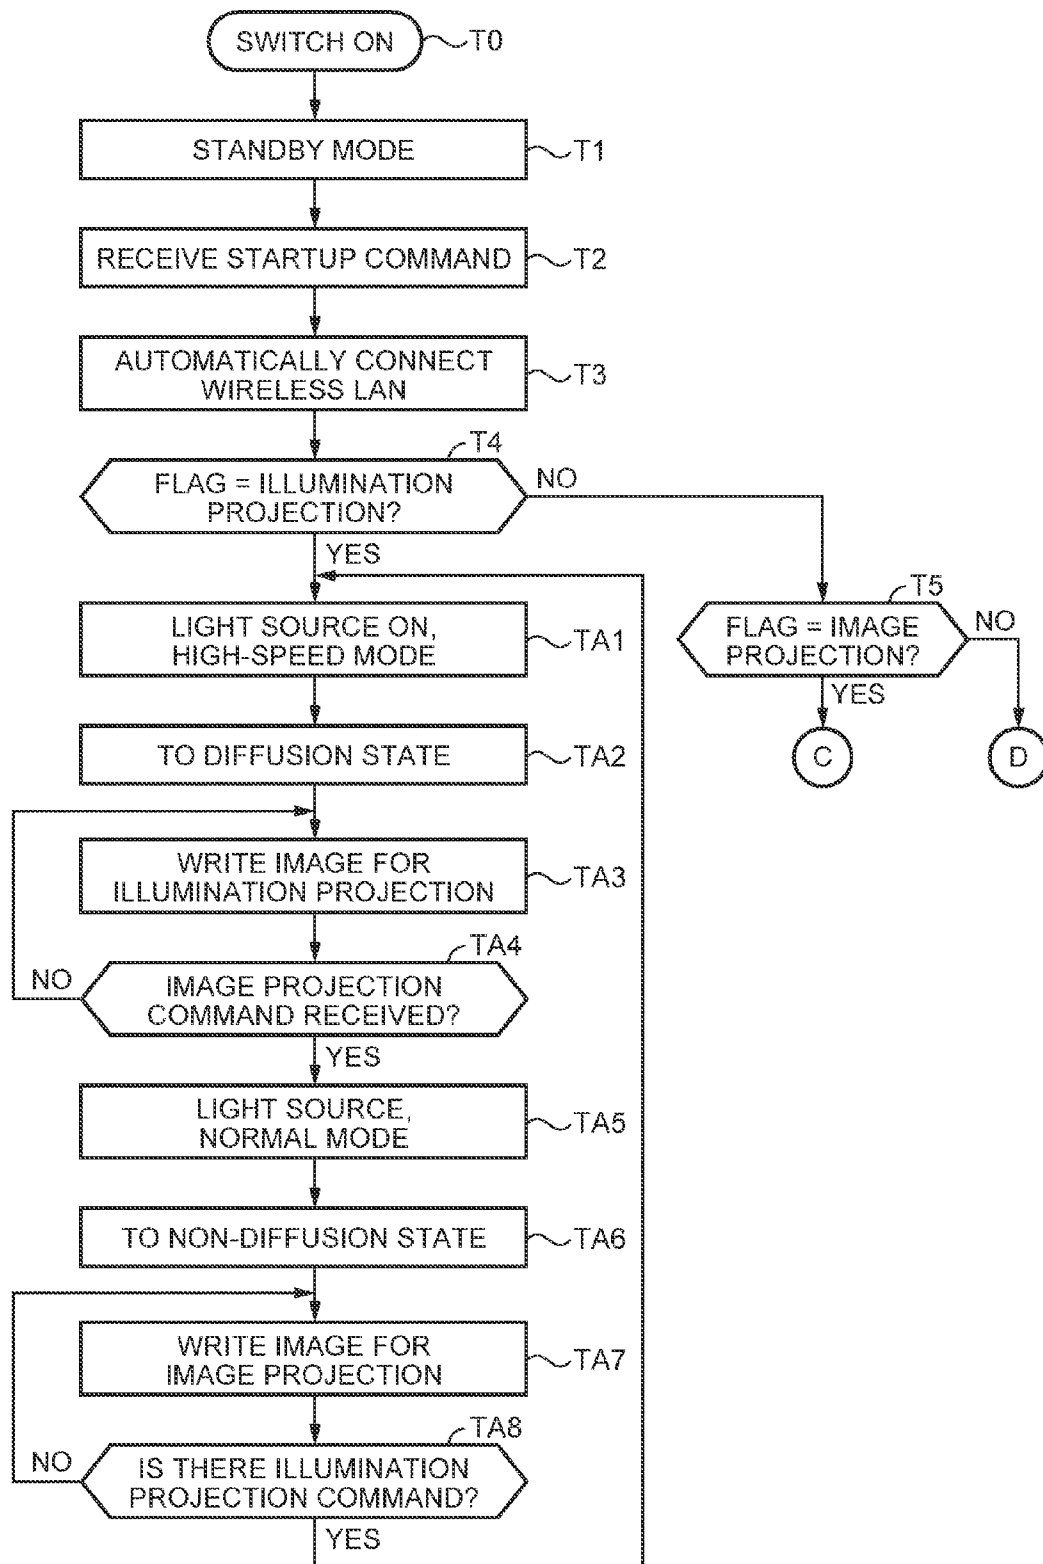 SWITCH ON
T0
STANDBY MODE
T1
RECEIVE STARTUP COMMAND
T2
AUTOMATICALLY CONNECT
WIRELESS LAN
T3
T4
FLAG = ILLUMINATION
PROJECTION?
NO
YES
T5
FLAG = IMAGE
PROJECTION?
NO
YES
C
D
LIGHT SOURCE ON,
HIGH-SPEED MODE
TA1
TO DIFFUSION STATE
TA2
WRITE IMAGE FOR
ILLUMINATION PROJECTION
TA3
TA4
NO
IMAGE PROJECTION
COMMAND RECEIVED?
YES
LIGHT SOURCE,
NORMAL MODE
TA5
TO NON-DIFFUSION STATE
TA6
WRITE IMAGE FOR
IMAGE PROJECTION
TA7
TA8
NO
IS THERE ILLUMINATION
PROJECTION COMMAND?
YES